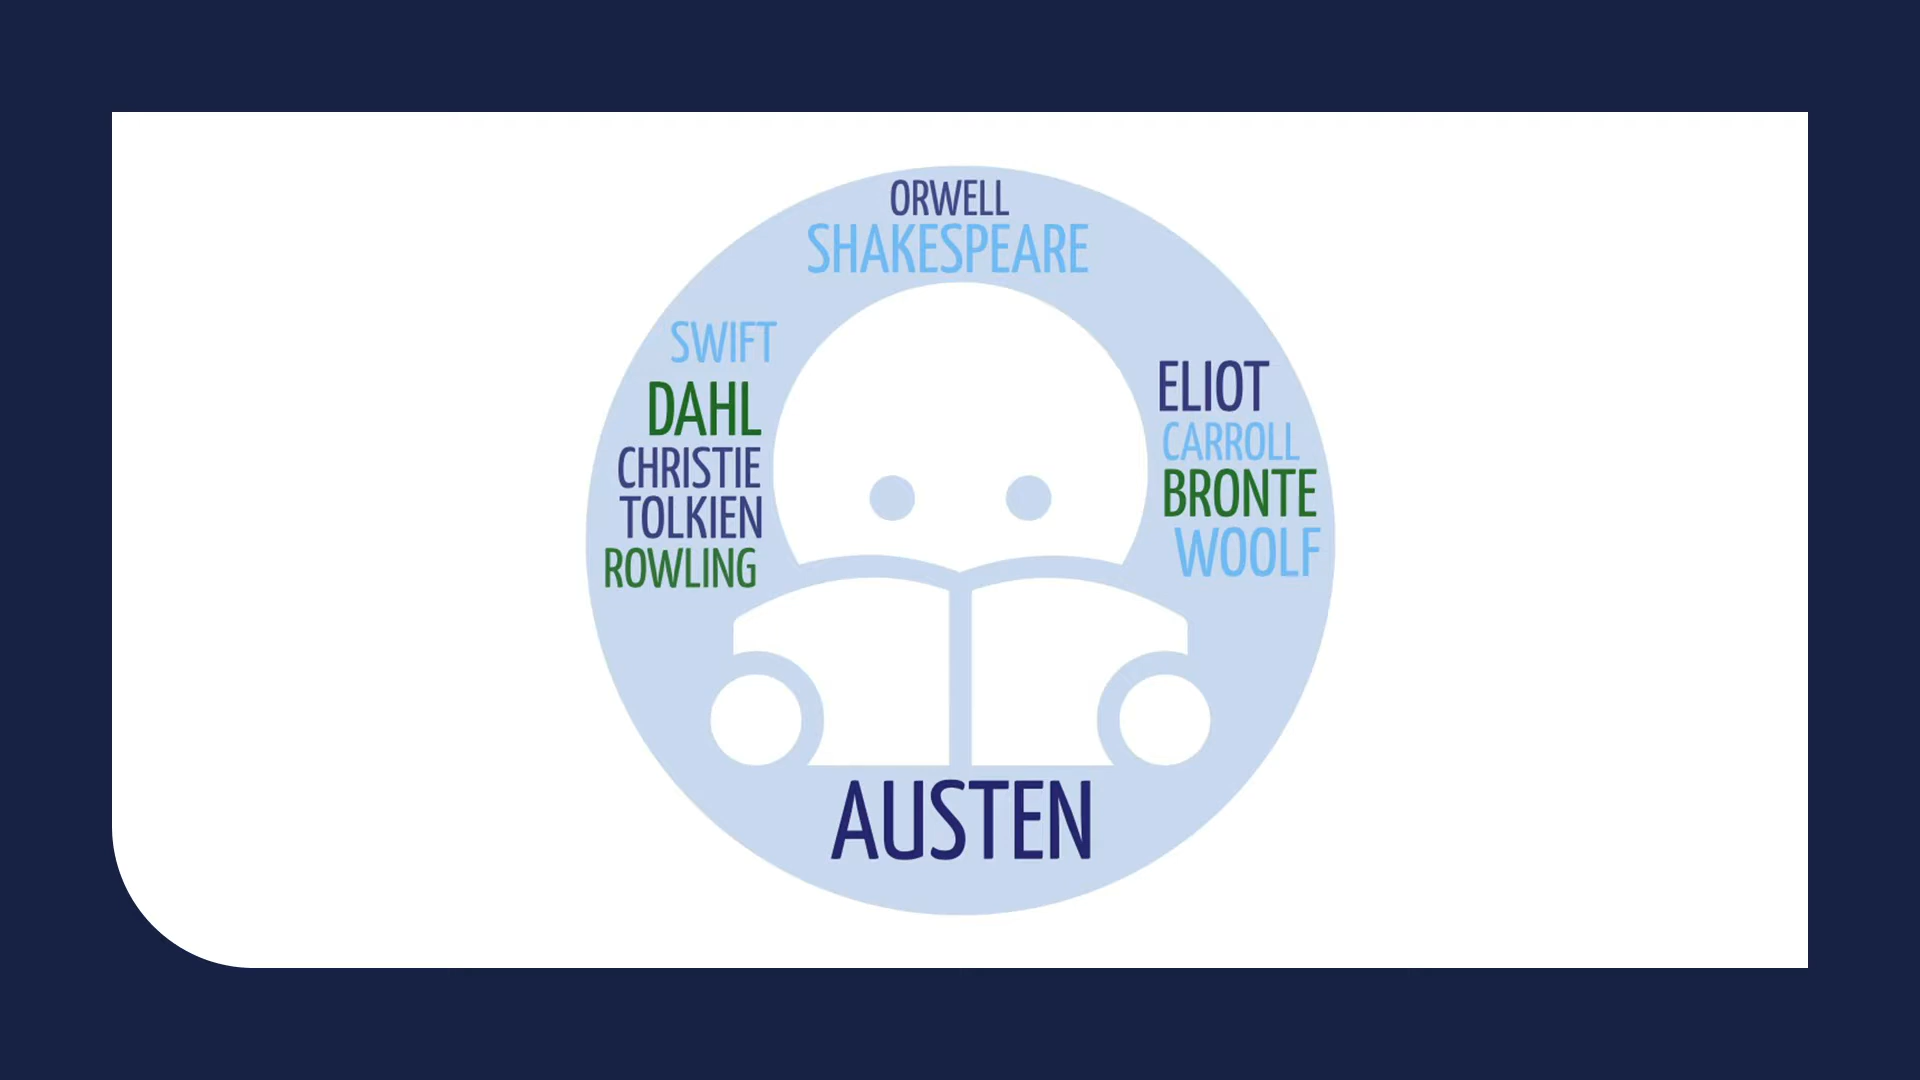 ORWELL
SHAKESPEARE
SWIFT
DAHL
CHRISTIE
TOLKIEN
ROWLING
ELIOT
CARROLL
BRONTE
WOOLF
AUSTEN